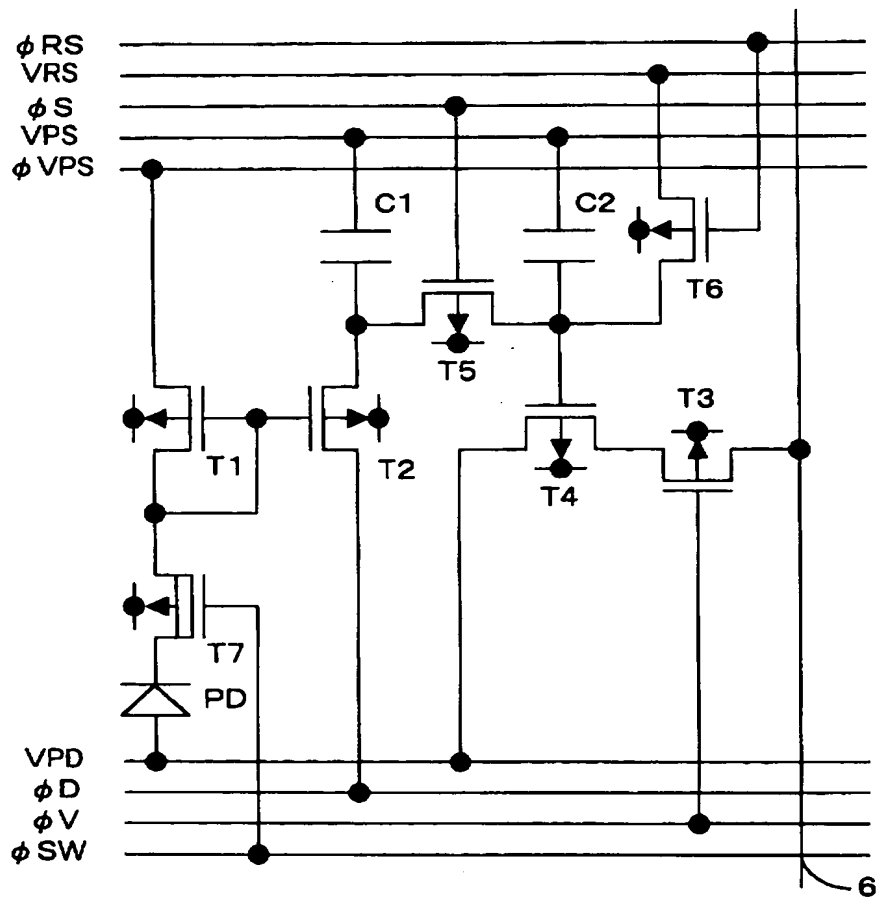 φRS
VRS
φS
VPS
φVPS
C1
C2
T6
T5
T3
T1
T2
T4
T7
PD
VPD
φD
φV
φSW
6